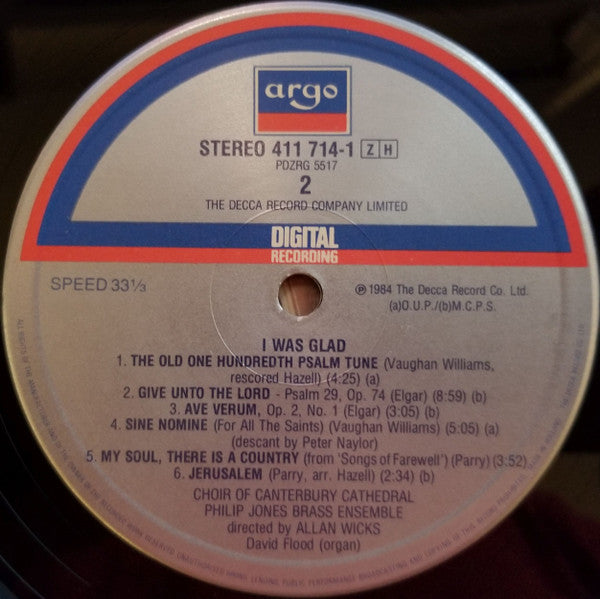 argo
STEREO 411 714-1 ZH
PDZRG 5517
2
THE DECCA RECORD COMPANY LIMITED
DIGITAL
RECORDING
SPEED 33⅓
℗ 1984 The Decca Record Co. Ltd.
(a)O.U.P./(b)M.C.P.S.
I WAS GLAD
1. THE OLD ONE HUNDREDTH PSALM TUNE (Vaughan Williams,
rescored Hazell) (4:25) (a)
2. GIVE UNTO THE LORD - Psalm 29, Op. 74 (Elgar) (8:59) (b)
3. AVE VERUM, Op. 2, No. 1 (Elgar) (3:05) (b)
4. SINE NOMINE (For All The Saints) (Vaughan Williams) (5:05) (a)
(descant by Peter Naylor)
5. MY SOUL, THERE IS A COUNTRY (from 'Songs of Farewell') (Parry) (3:52)
6. JERUSALEM (Parry, arr. Hazell) (2:34) (b)
CHOIR OF CANTERBURY CATHEDRAL
PHILIP JONES BRASS ENSEMBLE
directed by ALLAN WICKS
David Flood (organ)